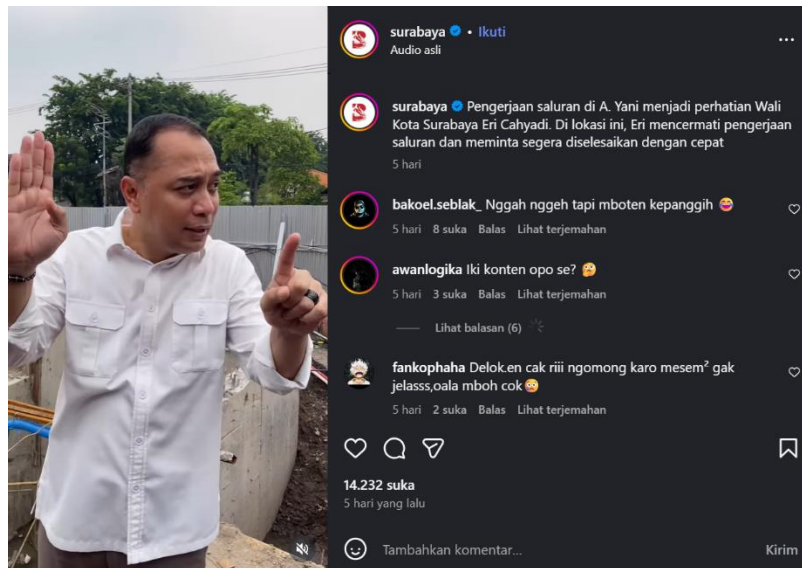 surabaya • Ikuti
Audio asli
surabaya Pengerjaan saluran di A. Yani menjadi perhatian Wali
Kota Surabaya Eri Cahyadi. Di lokasi ini, Eri mencermati pengerjaan
saluran dan meminta segera diselesaikan dengan cepat
5 hari
bakoel.seblak_ Nggah nggeh tapi mboten kepanggih 😂
5 hari 8 suka Balas Lihat terjemahan
awanlogika Iki konten opo se? 🫣
5 hari 3 suka Balas Lihat terjemahan
Lihat balasan (6)
fankophaha Delok.en cak riii ngomong karo mesem² gak
jelasss,oala mboh cok😜
5 hari 2 suka Balas Lihat terjemahan
14.232 suka
5 hari yang lalu
Tambahkan komentar...
Kirim